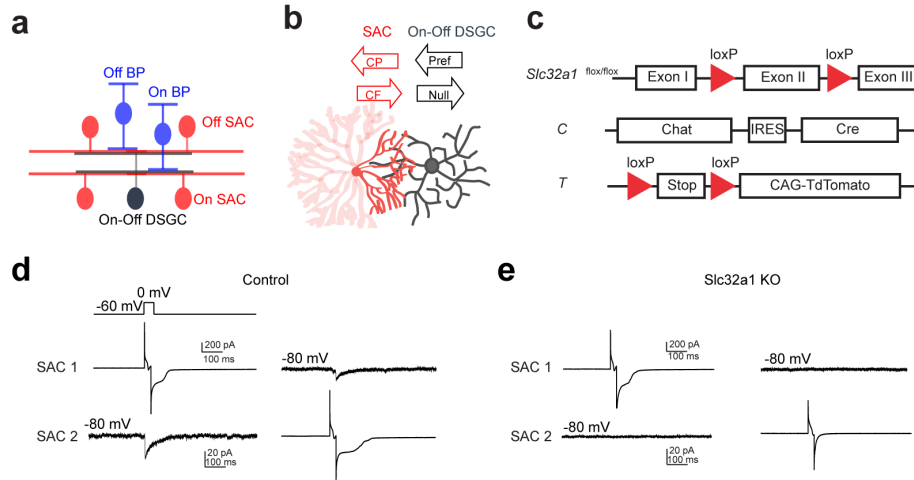 a
Off BP
On BP
Off SAC
On SAC
On-Off DSGC
b
SAC On-Off DSGC
CP Pref
CF Null
c
loxP loxP
Slc32a1 flox/flox Exon I Exon II Exon III
C Chat IRES Cre
loxP loxP
T Stop CAG-TdTomato
d
Control
0 mV
-60 mV
200 pA
100 ms
SAC 1
-80 mV
-80 mV
SAC 2
20 pA
100 ms
e
Slc32a1 KO
200 pA
100 ms
SAC 1
-80 mV
-80 mV
SAC 2
20 pA
100 ms